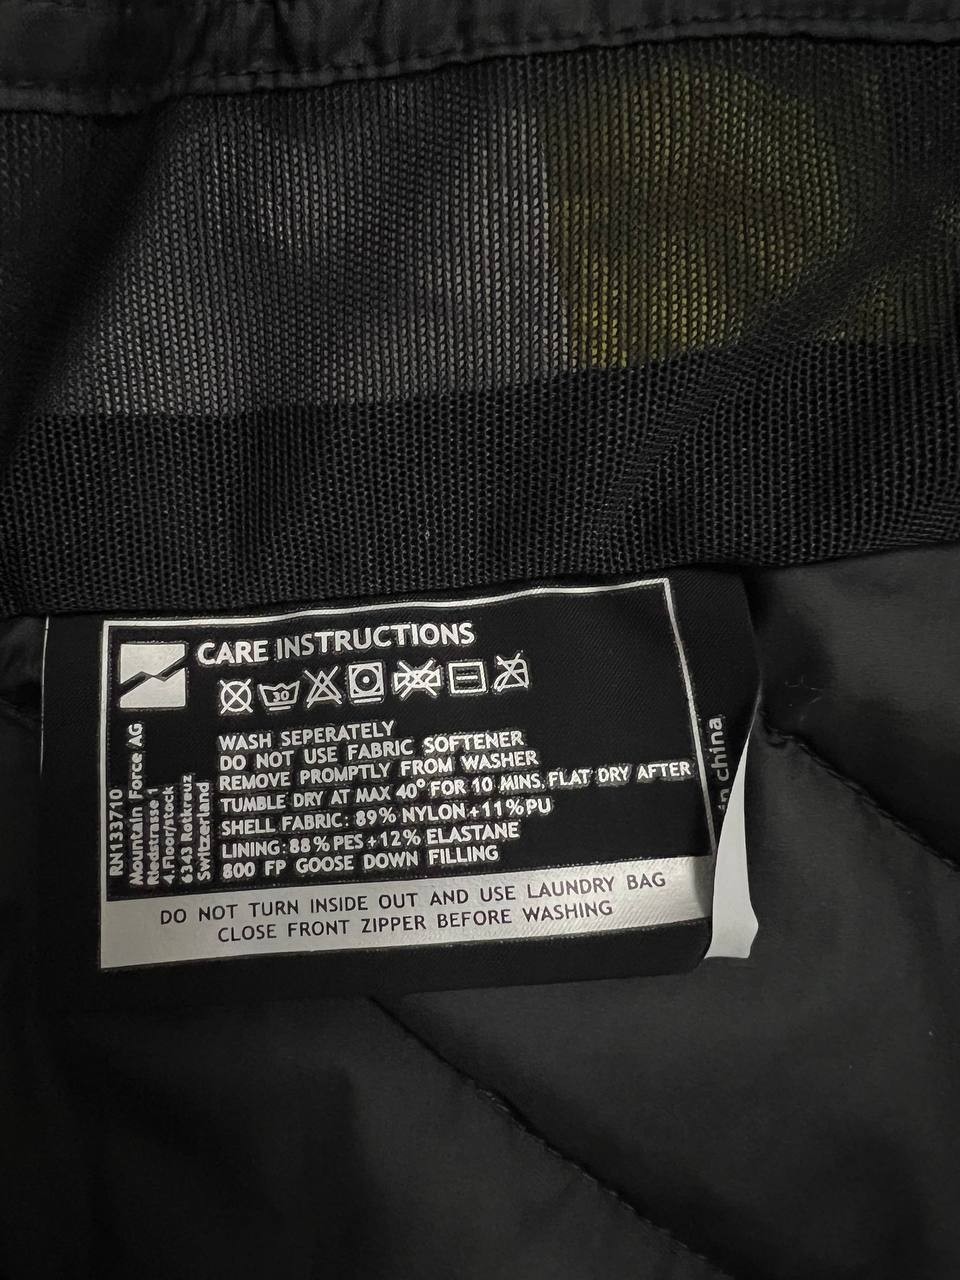 CARE INSTRUCTIONS
30
WASH SEPERATELY
DO NOT USE FABRIC SOFTENER
REMOVE PROMPTLY FROM WASHER
TUMBLE DRY AT MAX 40° FOR 10 MINS, FLAT DRY AFTER
SHELL FABRIC: 89% NYLON+11%PU
LINING: 88%PES+12% ELASTANE
800 FP GOOSE DOWN FILLING
DO NOT TURN INSIDE OUT AND USE LAUNDRY BAG
CLOSE FRONT ZIPPER BEFORE WASHING
RN133710
Mountain Force AG
Riedstrasse 1
4.Floor/stock
6343 Rotkreuz
Switzerland
in china